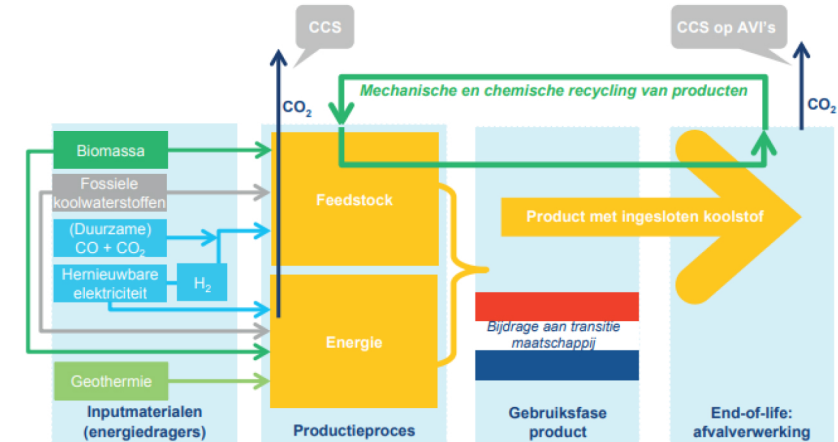 CCS
CCS op AVI's
CO₂
Mechanische en chemische recycling van producten
CO₂
Biomassa
Fossiele
koolwaterstoffen
(Duurzame)
CO + CO₂
Hernieuwbare
elektriciteit
H₂
Geothermie
Feedstock
Energie
Product met ingesloten koolstof
Bijdrage aan transitie
maatschappij
Inputmaterialen
(energiedragers)
Productieproces
Gebruiksfase
product
End-of-life:
afvalverwerking